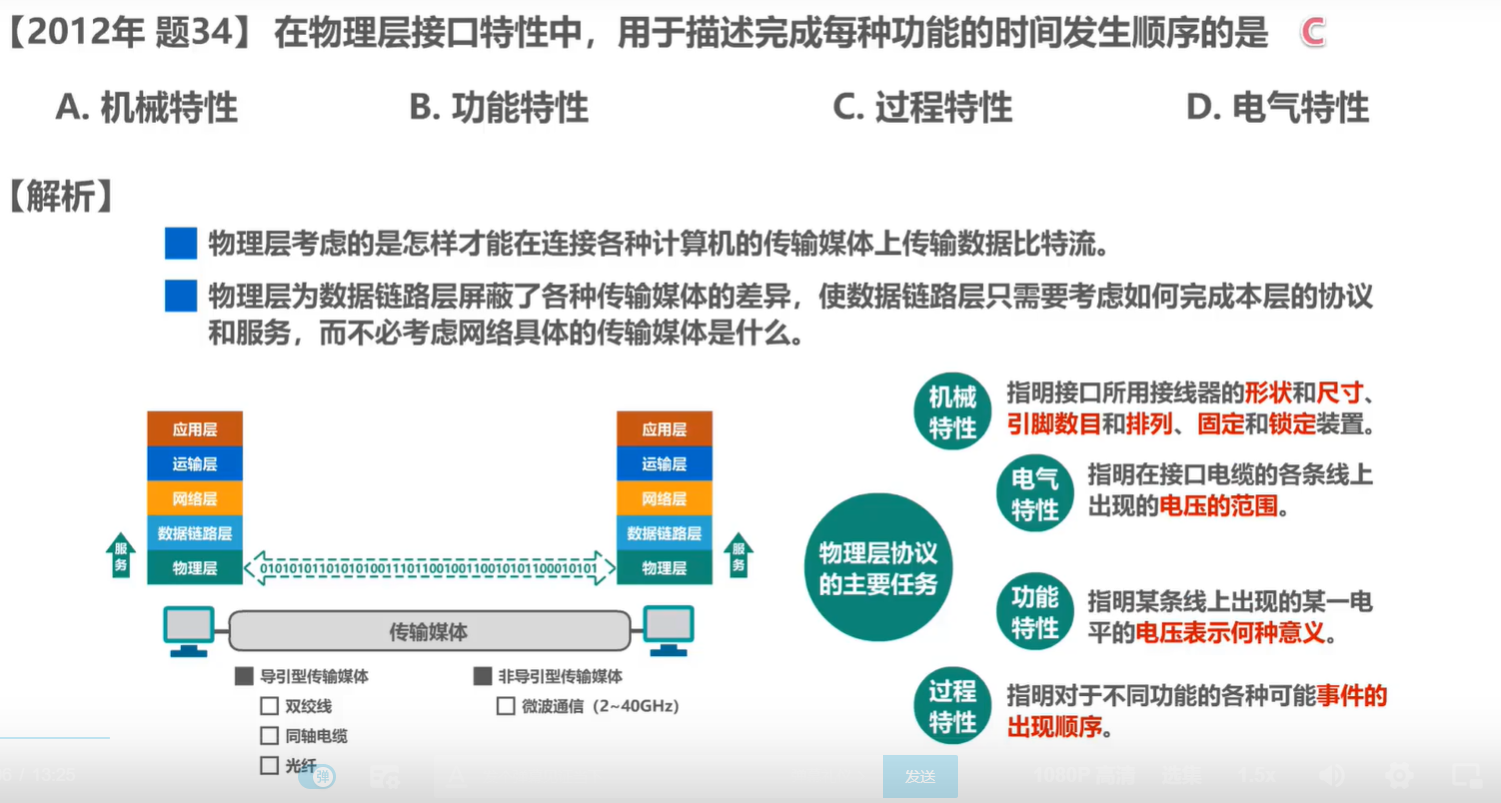 【2012年 题34】 在物理层接口特性中，用于描述完成每种功能的时间发生顺序的是 C
A. 机械特性 B. 功能特性 C. 过程特性 D. 电气特性
【解析】
物理层考虑的是怎样才能在连接各种计算机的传输媒体上传输数据比特流。
物理层为数据链路层屏蔽了各种传输媒体的差异，使数据链路层只需要考虑如何完成本层的协议
和服务，而不必考虑网络具体的传输媒体是什么。
应用层
运输层
网络层
数据链路层
物理层
服务
应用层
运输层
网络层
数据链路层
物理层
服务
传输媒体
导引型传输媒体
双绞线
同轴电缆
光纤
非导引型传输媒体
微波通信（2~40GHz）
物理层协议
的主要任务
机械
特性
指明接口所用接线器的形状和尺寸、
引脚数目和排列、固定和锁定装置。
电气
特性
指明在接口电缆的各条线上
出现的电压的范围。
功能
特性
指明某条线上出现的某一电
平的电压表示何种意义。
过程
特性
指明对于不同功能的各种可能事件的
出现顺序。
13:25
弹
发送
1080P 高清
选集
1.5x